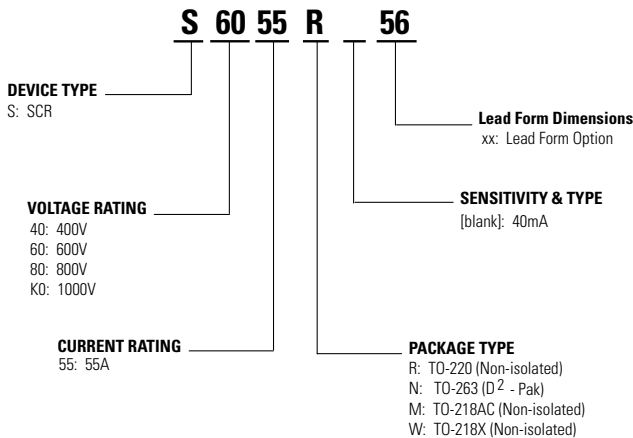 S 60 55 R _ 56
DEVICE TYPE
S: SCR
Lead Form Dimensions
xx: Lead Form Option
VOLTAGE RATING
40: 400V
60: 600V
80: 800V
K0: 1000V
SENSITIVITY & TYPE
[blank]: 40mA
CURRENT RATING
55: 55A
PACKAGE TYPE
R: TO-220 (Non-isolated)
N: TO-263 (D² - Pak)
M: TO-218AC (Non-isolated)
W: TO-218X (Non-isolated)